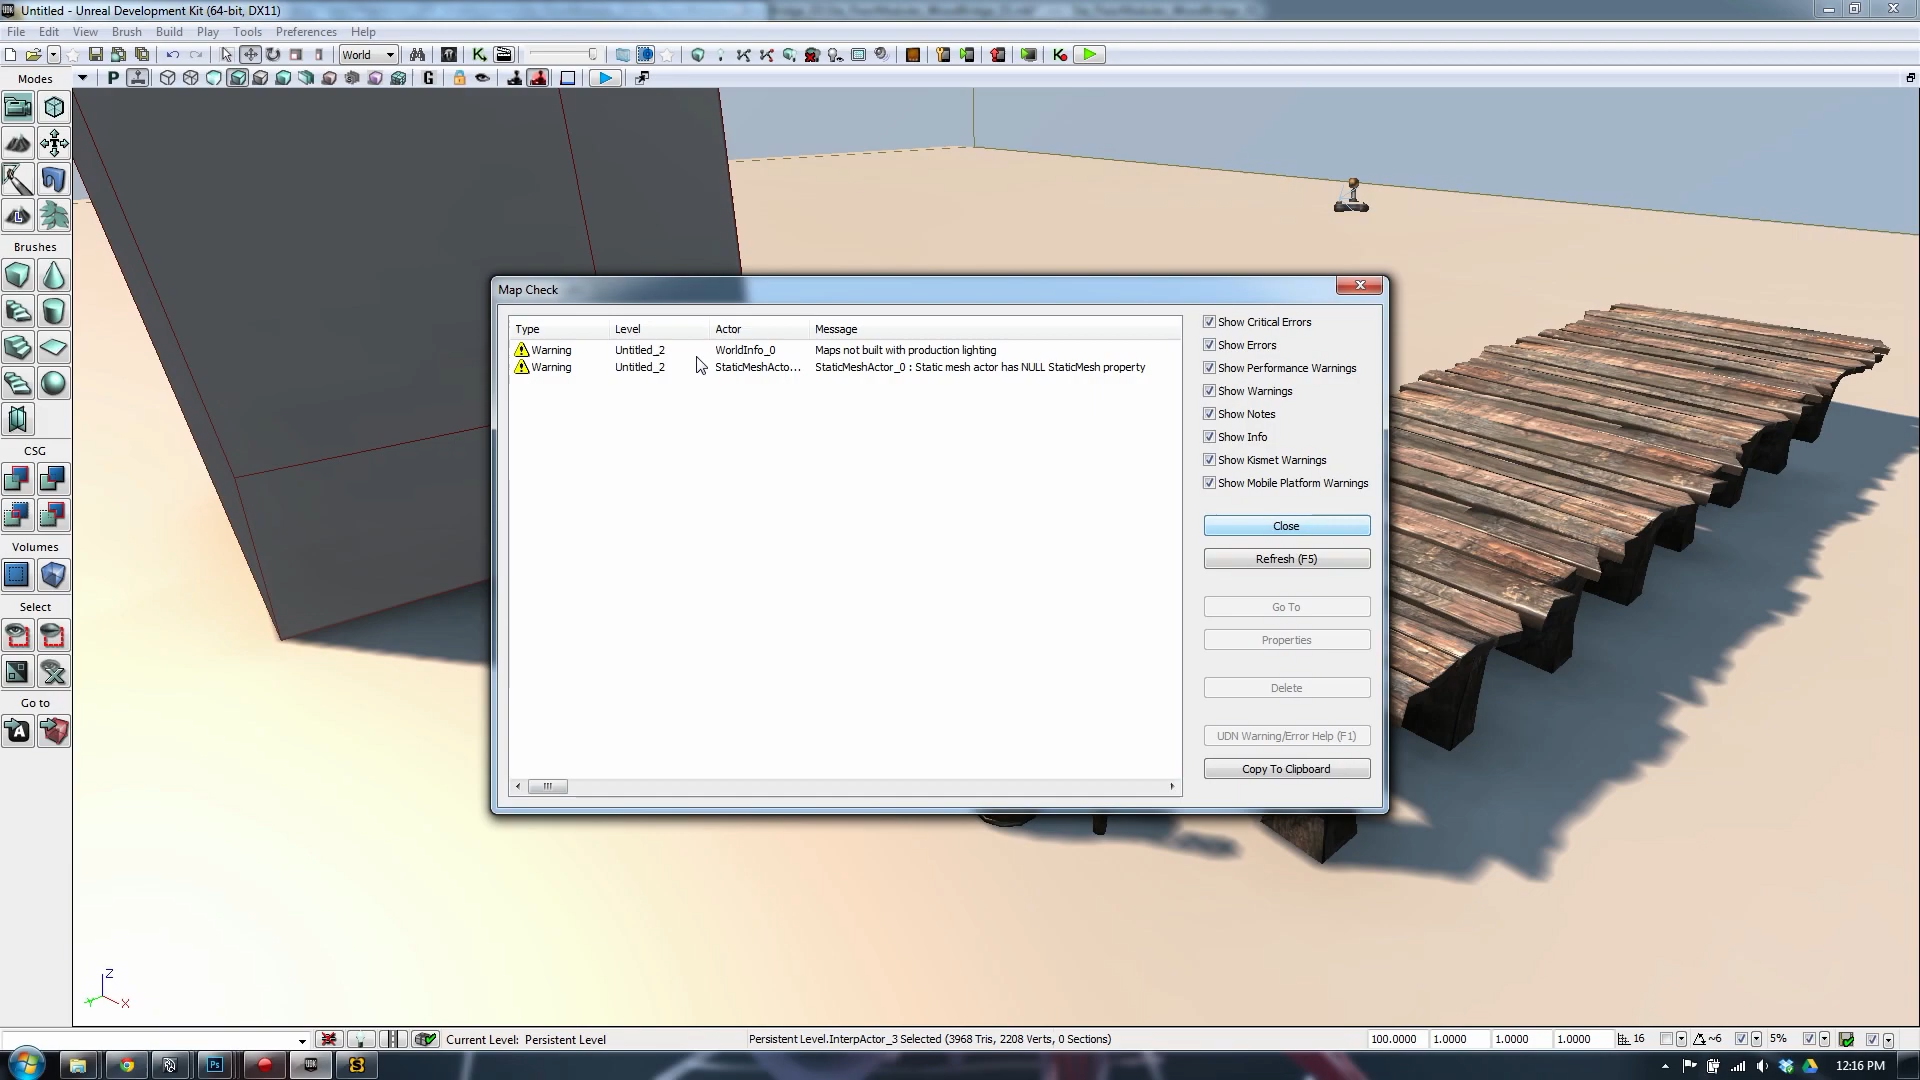 Untitled - Unreal Development Kit (64-bit, DX11)
File Edit View Brush Build Play Tools Preferences Help
World
Modes
P
G
Brushes
CSG
Volumes
Select
Go to
Map Check
Type Level Actor Message
Warning Untitled_2 WorldInfo_0 Maps not built with production lighting
Warning Untitled_2 StaticMeshActo... StaticMeshActor_0 : Static mesh actor has NULL StaticMesh property
Show Critical Errors
Show Errors
Show Performance Warnings
Show Warnings
Show Notes
Show Info
Show Kismet Warnings
Show Mobile Platform Warnings
Close
Refresh (F5)
Go To
Properties
Delete
UDN Warning/Error Help (F1)
Copy To Clipboard
Z
X
Current Level: Persistent Level
Persistent Level.InterpActor_3 Selected (3968 Tris, 2208 Verts, 0 Sections)
100.0000 1.0000 1.0000 1.0000 16 ~6 5%
Ps
12:16 PM